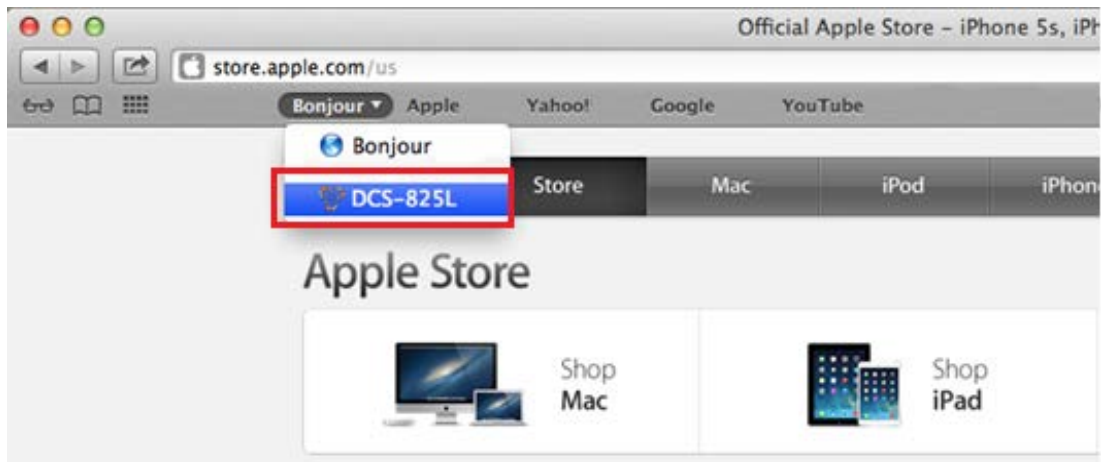 Official Apple Store – iPhone 5s, iPh
store.apple.com/us
Bonjour Apple Yahoo! Google YouTube
Bonjour
DCS-825L
Store Mac iPod iPhon
Apple Store
Shop
Mac
Shop
iPad